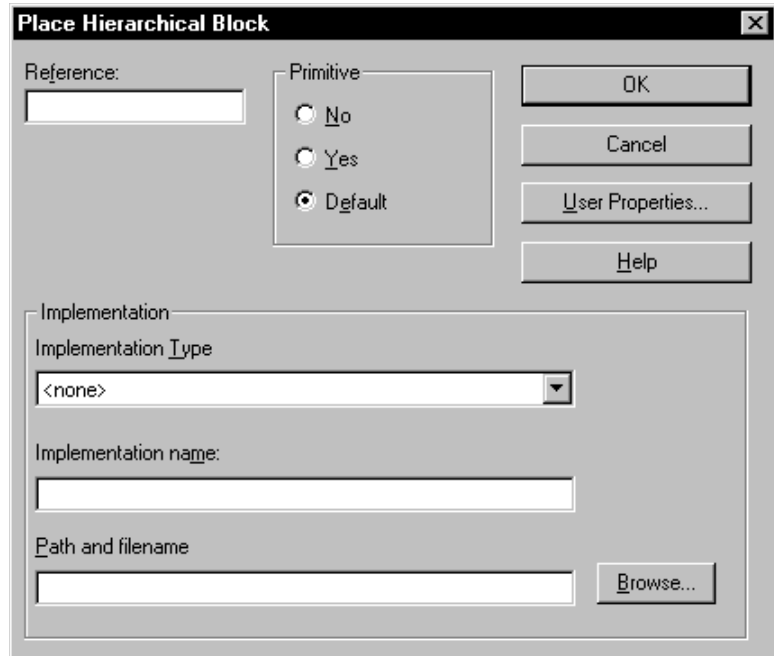 Place Hierarchical Block
Reference:
Primitive
No
Yes
Default
OK
Cancel
User Properties...
Help
Implementation
Implementation Type
<none>
Implementation name:
Path and filename
Browse...